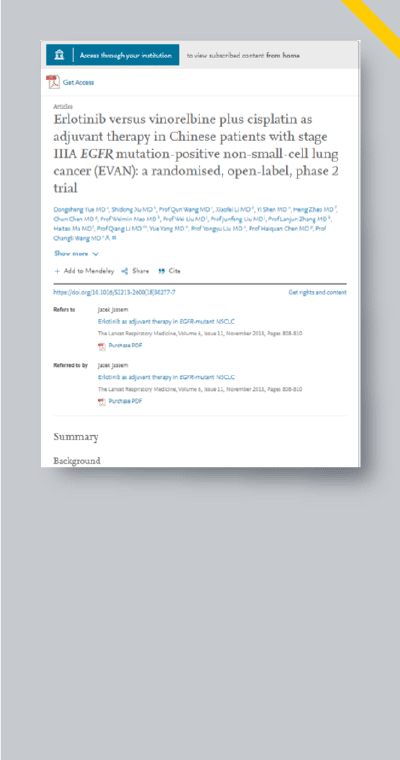 Access through your institution to view subscribed content from home
Get Access
Articles
Erlotinib versus vinorelbine plus cisplatin as
adjuvant therapy in Chinese patients with stage
IIIA EGFR mutation-positive non-small-cell lung
cancer (EVAN): a randomised, open-label, phase 2
trial
Dongsheng Yue MD, Shidong Xu MD, Prof Qun Wang MD, Xiaofei Li MD, Yi Shen MD, Heng Zhao MD,
Chun Chen MD, Prof Weimin Mao MD, Prof Wei Liu MD, Prof Junfeng Liu MD, Prof Lanjun Zhang MD,
Haitao Ma MD, Prof Qiang Li MD, Yue Yang MD, Prof Yongyu Liu MD, Prof Haiquan Chen MD, Prof
Changli Wang MD
Show more
+ Add to Mendeley Share Cite
https://doi.org/10.1016/S2213-2600(18)30277-7 Get rights and content
Refers to Jacek Jassem
Erlotinib as adjuvant therapy in EGFR-mutant NSCLC
The Lancet Respiratory Medicine, Volume 6, Issue 11, November 2018, Pages 808-810
Purchase PDF
Referred to by Jacek Jassem
Erlotinib as adjuvant therapy in EGFR-mutant NSCLC
The Lancet Respiratory Medicine, Volume 6, Issue 11, November 2018, Pages 808-810
Purchase PDF
Summary
Background